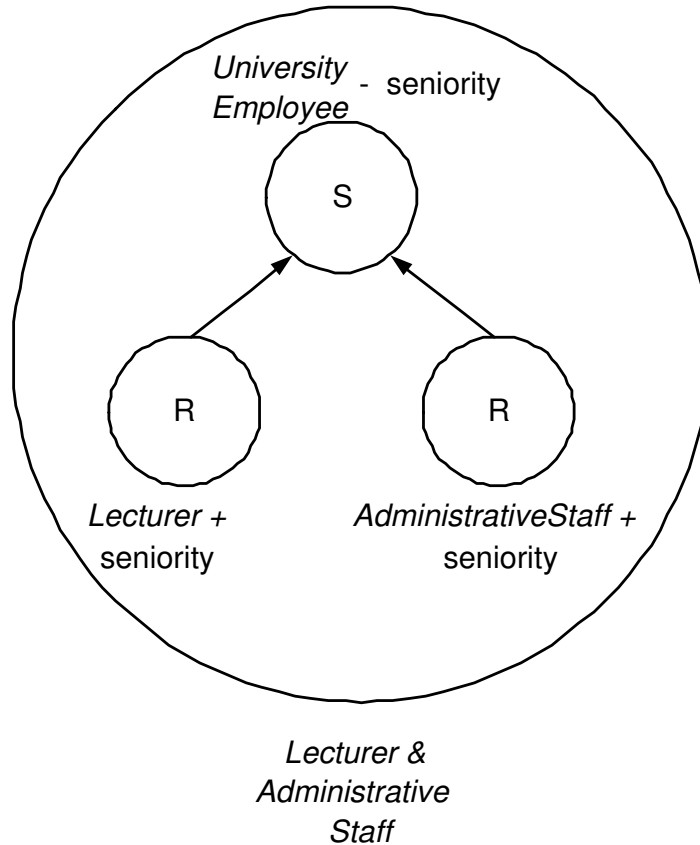 University
Employee - seniority
S
R
R
Lecturer +
seniority
AdministrativeStaff +
seniority
Lecturer &
Administrative
Staff